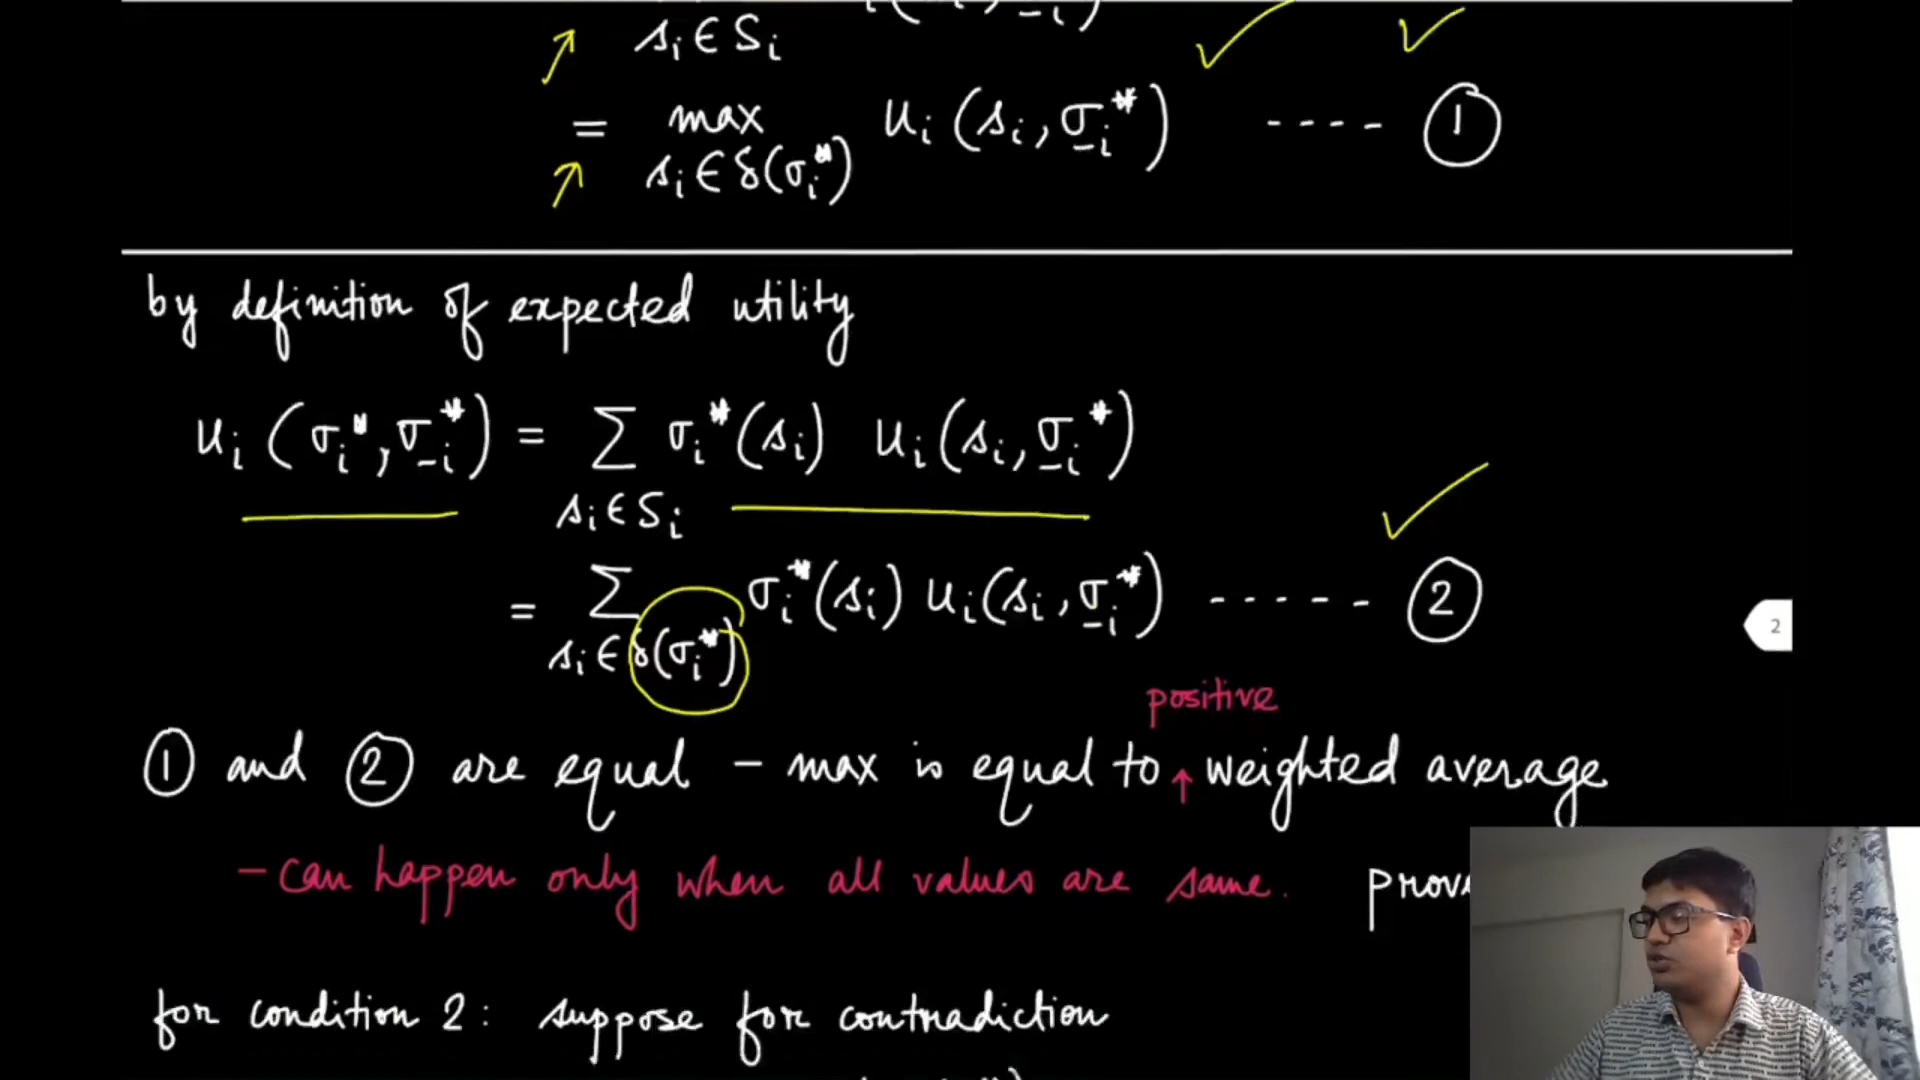 sᵢ ∈ Sᵢ
= max uᵢ(sᵢ, σ₋ᵢ*) ---- ①
sᵢ ∈ δ(σᵢ*)
by definition of expected utility
uᵢ(σᵢ*, σ₋ᵢ*) = Σ σᵢ*(sᵢ) uᵢ(sᵢ, σ₋ᵢ*)
sᵢ ∈ Sᵢ
= Σ σᵢ*(sᵢ) uᵢ(sᵢ, σ₋ᵢ*) ----- ②
sᵢ ∈ δ(σᵢ*)
2
positive
① and ② are equal - max is equal to ↑ weighted average
- can happen only when all values are same.
for condition 2: suppose for contradiction